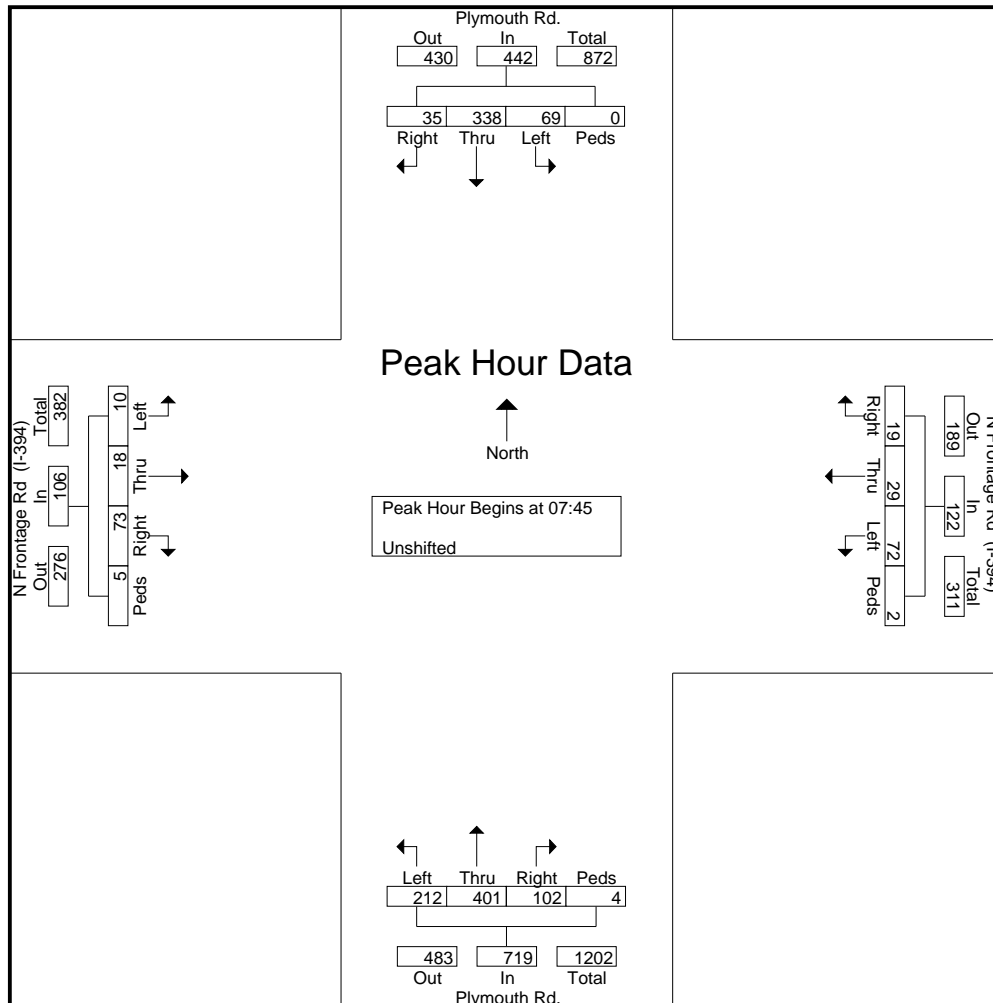 Plymouth Rd.
Out In Total
430 442 872
35 338 69 0
Right Thru Left Peds
Peak Hour Data
North
Peak Hour Begins at 07:45
Unshifted
N Frontage Rd (I-394)
Total In Out
382 106 276
10 18 73 5
Left Thru Right Peds
Right Thru Left Peds
19 29 72 2
189 122 311
Out In Total
N Frontage Rd (I-394)
Left Thru Right Peds
212 401 102 4
483 719 1202
Out In Total
Plymouth Rd.